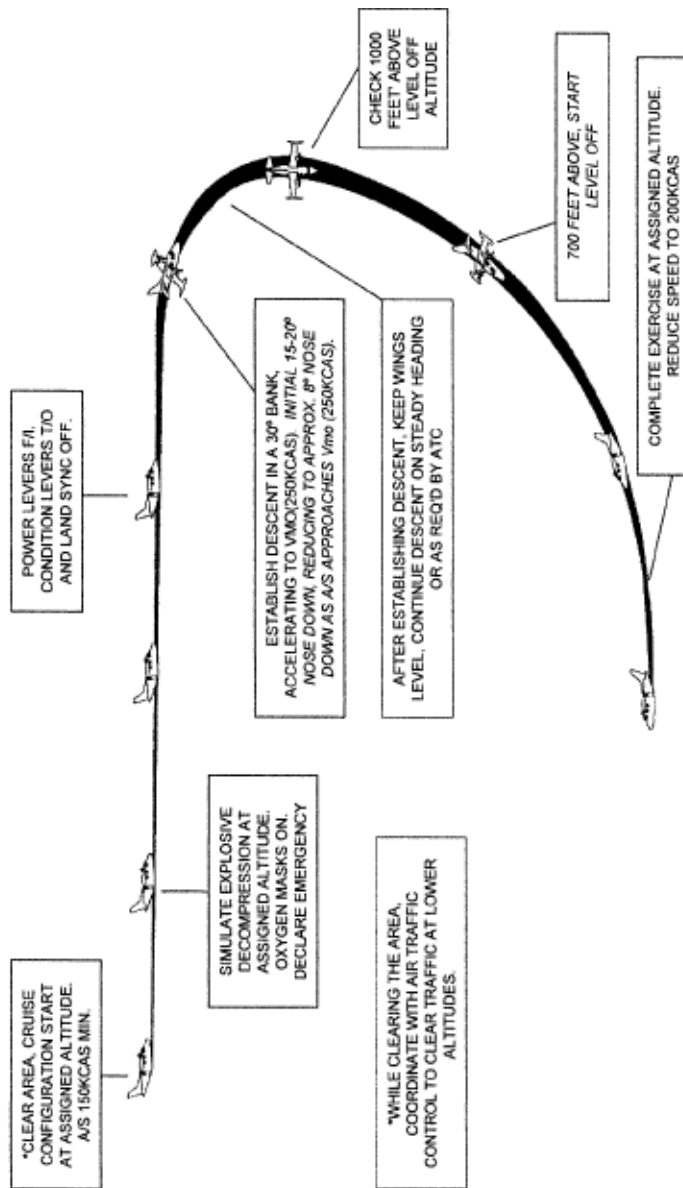 *CLEAR AREA, CRUISE
CONFIGURATION START
AT ASSIGNED ALTITUDE.
A/S 150KCAS MIN.
SIMULATE EXPLOSIVE
DECOMPRESSION AT
ASSIGNED ALTITUDE.
OXYGEN MASKS ON.
DECLARE EMERGENCY
POWER LEVERS F/I.
CONDITION LEVERS T/O
AND LAND SYNC OFF.
ESTABLISH DESCENT IN A 30º BANK,
ACCELERATING TO VMO(250KCAS). INITIAL 15-20º
NOSE DOWN, REDUCING TO APPROX. 8º NOSE
DOWN AS A/S APPROACHES Vmo (250KCAS).
AFTER ESTABLISHING DESCENT, KEEP WINGS
LEVEL, CONTINUE DESCENT ON STEADY HEADING
OR AS REQ'D BY ATC
CHECK 1000
FEET' ABOVE
LEVEL OFF
ALTITUDE
700 FEET ABOVE, START
LEVEL OFF
COMPLETE EXERCISE AT ASSIGNED ALTITUDE.
REDUCE SPEED TO 200KCAS
*WHILE CLEARING THE AREA,
COORDINATE WITH AIR TRAFFIC
CONTROL TO CLEAR TRAFFIC AT LOWER
ALTITUDES.